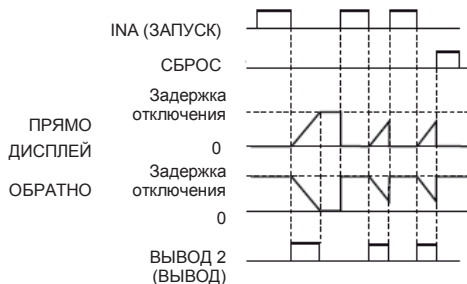 INA (ЗАПУСК)
СБРОС
Задержка
отключения
ПРЯМО
ДИСПЛЕЙ
0
Задержка
отключения
ОБРАТНО
0
ВЫВОД 2
(ВЫВОД)